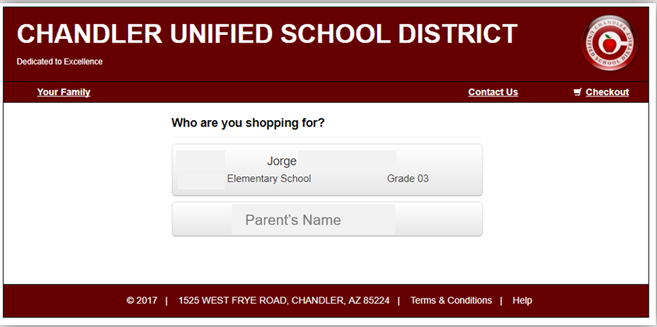 CHANDLER UNIFIED SCHOOL DISTRICT
Dedicated to Excellence
Your Family
Contact Us
Checkout
Who are you shopping for?
Jorge
Elementary School Grade 03
Parent's Name
© 2017 | 1525 WEST FRYE ROAD, CHANDLER, AZ 85224 | Terms & Conditions | Help